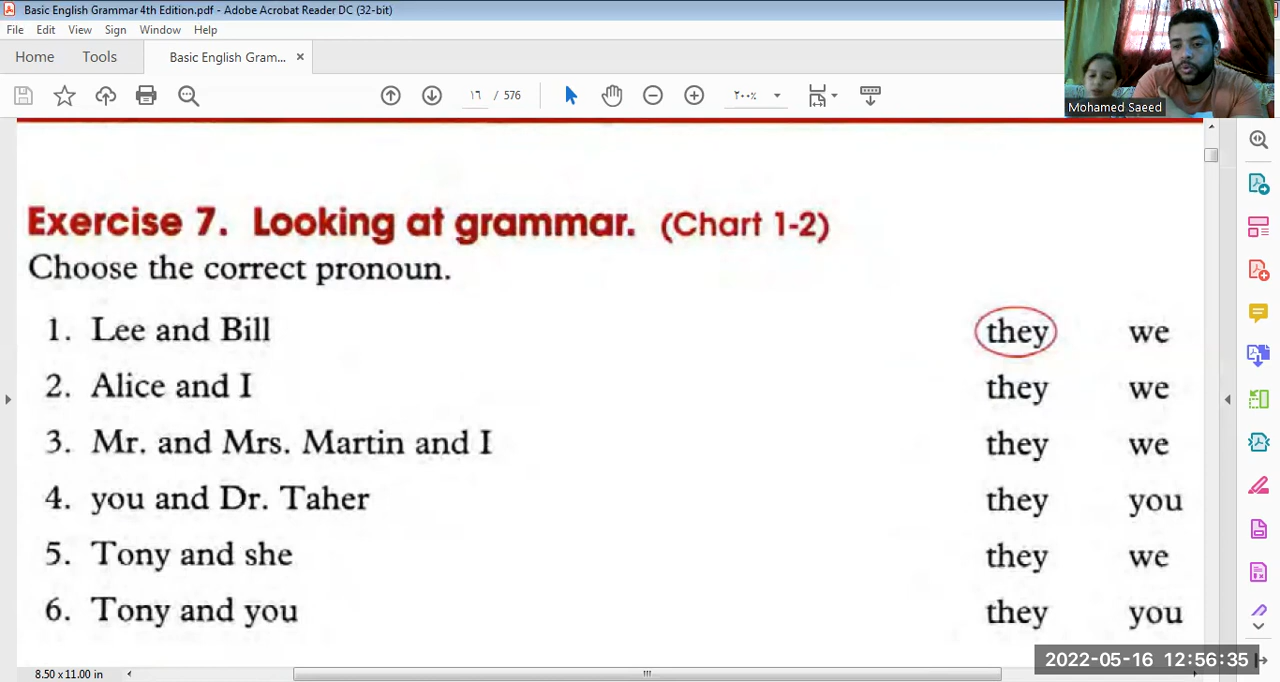 Basic English Grammar 4th Edition.pdf - Adobe Acrobat Reader DC (32-bit)
File Edit View Sign Window Help
Home Tools Basic English Gram... ×
١٦ / 576 ٢٠٠%
Mohamed Saeed
Exercise 7. Looking at grammar. (Chart 1-2)
Choose the correct pronoun.
1. Lee and Bill they we
2. Alice and I they we
3. Mr. and Mrs. Martin and I they we
4. you and Dr. Taher they you
5. Tony and she they we
6. Tony and you they you
8.50 x 11.00 in
2022-05-16 12:56:35